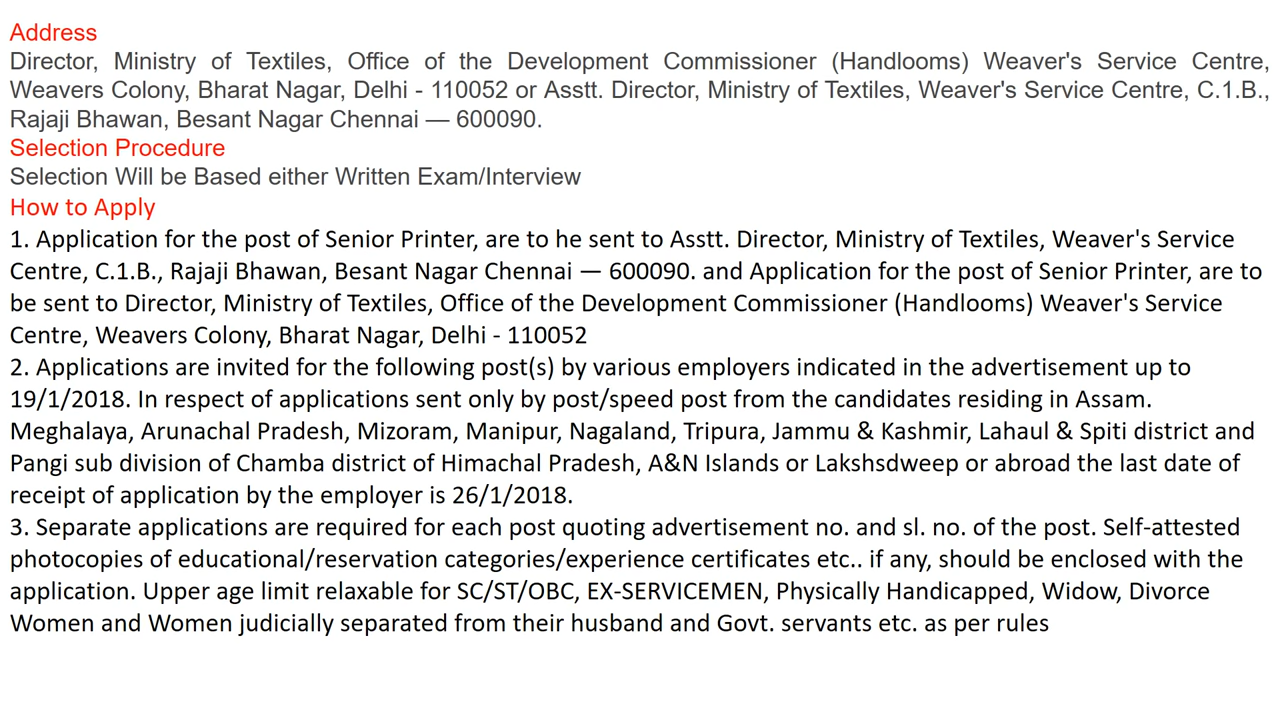 Address
Director, Ministry of Textiles, Office of the Development Commissioner (Handlooms) Weaver's Service Centre,
Weavers Colony, Bharat Nagar, Delhi - 110052 or Asstt. Director, Ministry of Textiles, Weaver's Service Centre, C.1.B.,
Rajaji Bhawan, Besant Nagar Chennai — 600090.
Selection Procedure
Selection Will be Based either Written Exam/Interview
How to Apply
1. Application for the post of Senior Printer, are to he sent to Asstt. Director, Ministry of Textiles, Weaver's Service
Centre, C.1.B., Rajaji Bhawan, Besant Nagar Chennai — 600090. and Application for the post of Senior Printer, are to
be sent to Director, Ministry of Textiles, Office of the Development Commissioner (Handlooms) Weaver's Service
Centre, Weavers Colony, Bharat Nagar, Delhi - 110052
2. Applications are invited for the following post(s) by various employers indicated in the advertisement up to
19/1/2018. In respect of applications sent only by post/speed post from the candidates residing in Assam.
Meghalaya, Arunachal Pradesh, Mizoram, Manipur, Nagaland, Tripura, Jammu & Kashmir, Lahaul & Spiti district and
Pangi sub division of Chamba district of Himachal Pradesh, A&N Islands or Lakshsdweep or abroad the last date of
receipt of application by the employer is 26/1/2018.
3. Separate applications are required for each post quoting advertisement no. and sl. no. of the post. Self-attested
photocopies of educational/reservation categories/experience certificates etc.. if any, should be enclosed with the
application. Upper age limit relaxable for SC/ST/OBC, EX-SERVICEMEN, Physically Handicapped, Widow, Divorce
Women and Women judicially separated from their husband and Govt. servants etc. as per rules